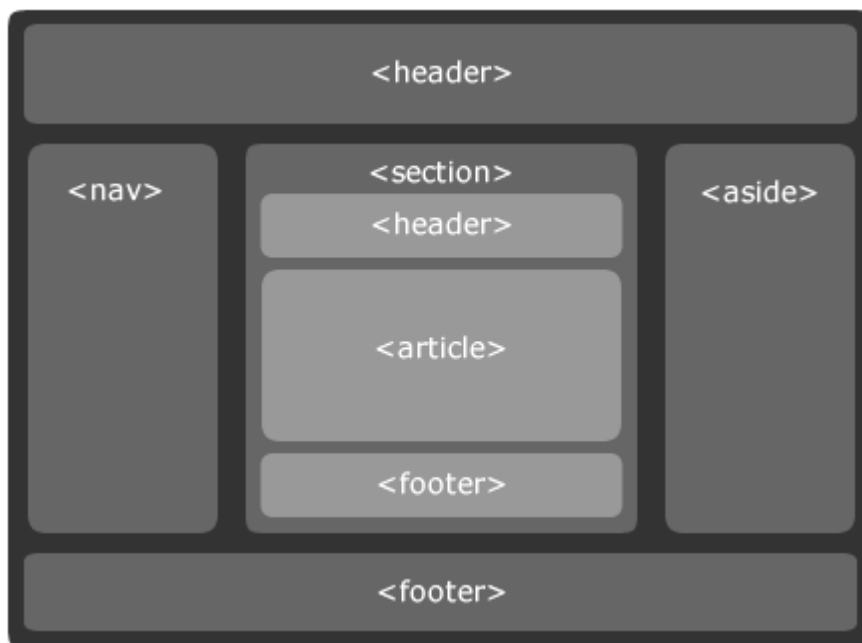 <header>
<nav>
<section>
<header>
<article>
<footer>
<aside>
<footer>